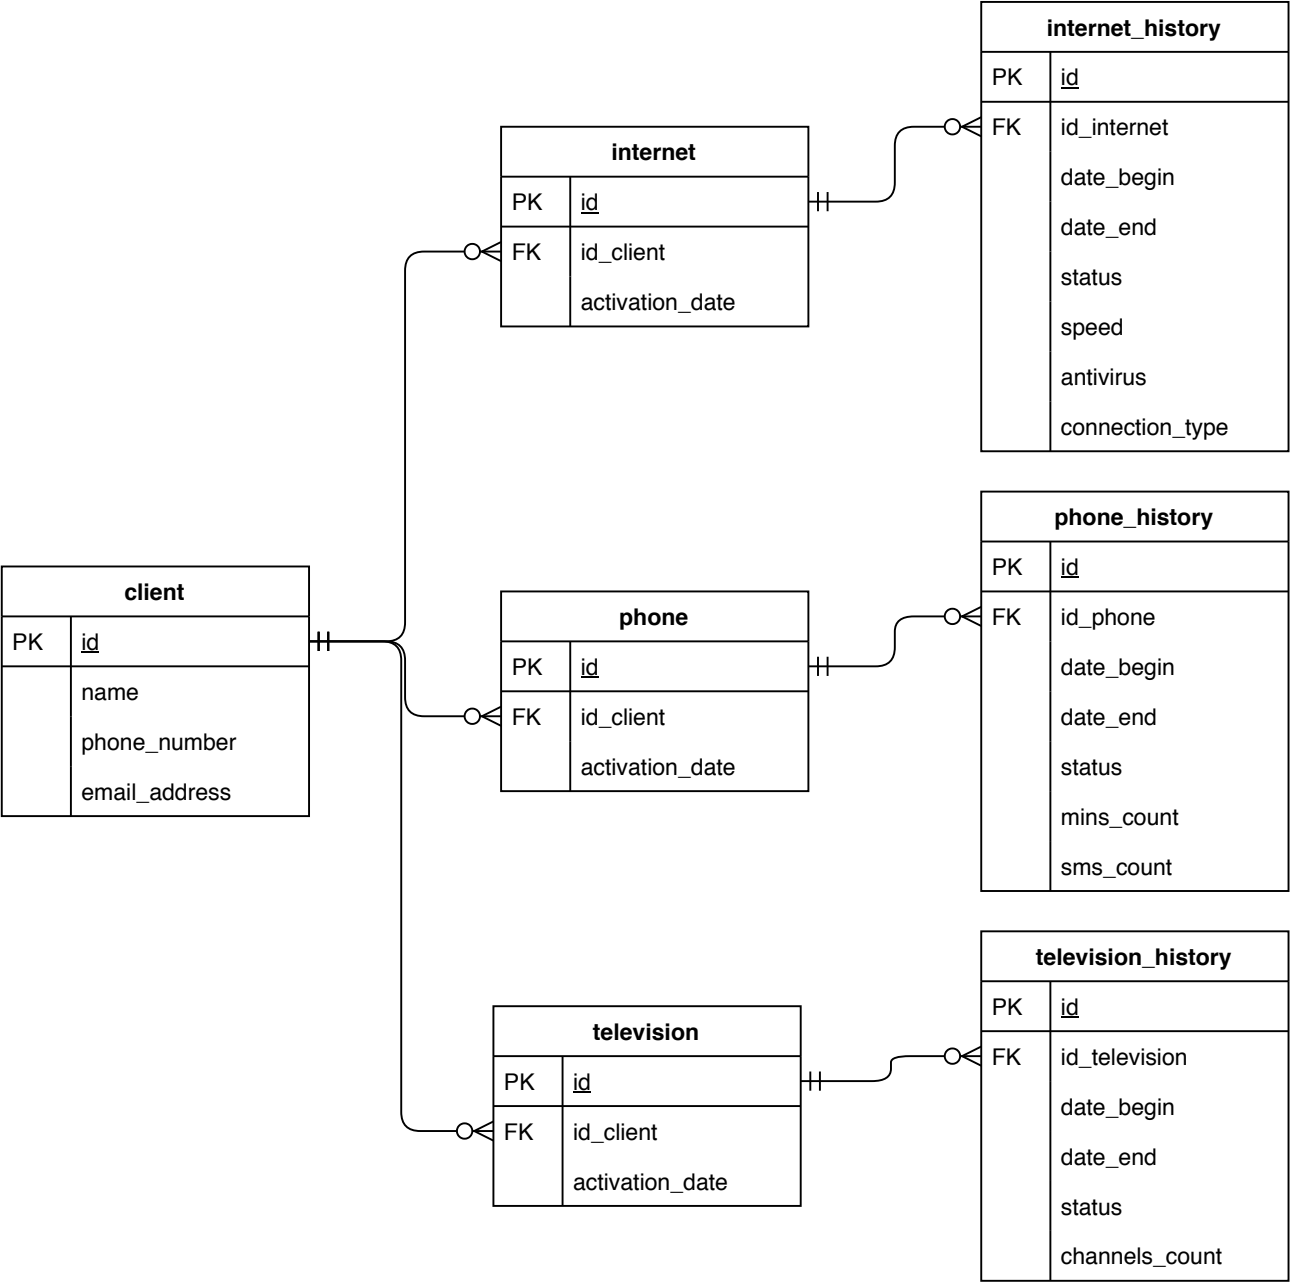 internet_history
PK id
FK id_internet
date_begin
date_end
status
speed
antivirus
connection_type
internet
PK id
FK id_client
activation_date
phone_history
PK id
FK id_phone
date_begin
date_end
status
mins_count
sms_count
client
PK id
name
phone_number
email_address
phone
PK id
FK id_client
activation_date
television_history
PK id
FK id_television
date_begin
date_end
status
channels_count
television
PK id
FK id_client
activation_date